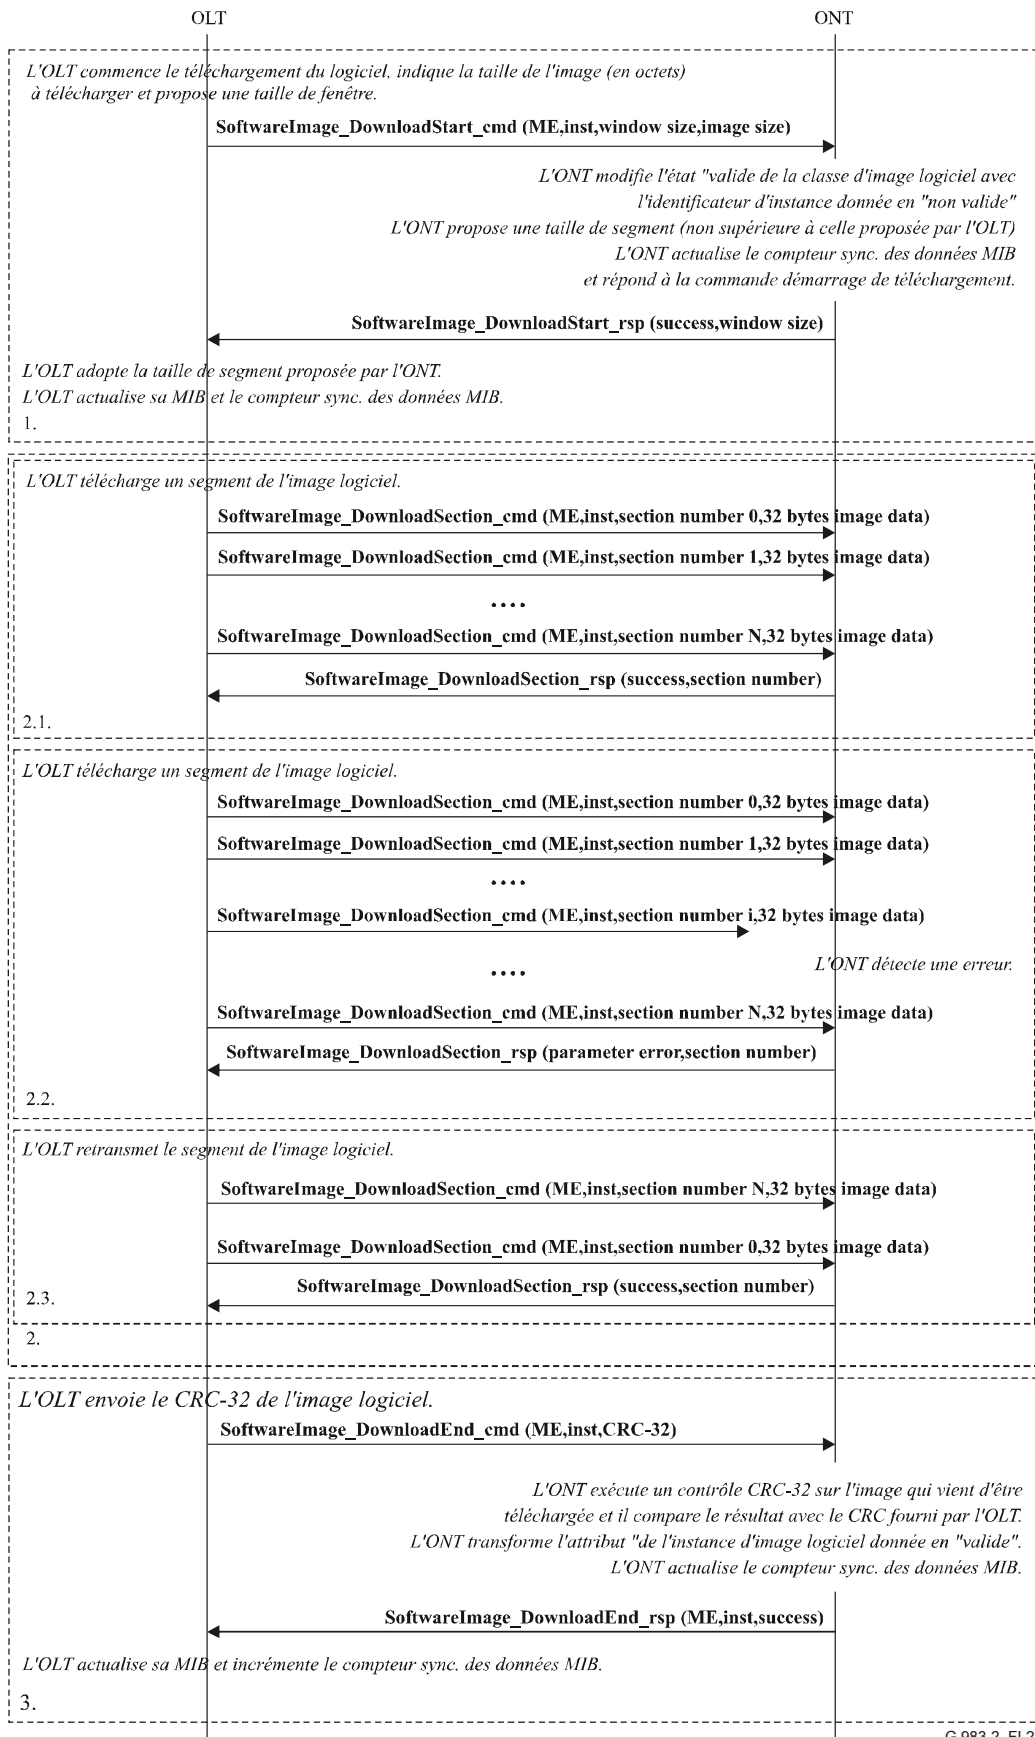 OLT
ONT
L'OLT commence le téléchargement du logiciel, indique la taille de l'image (en octets)
à télécharger et propose une taille de fenêtre.
SoftwareImage_DownloadStart_cmd (ME,inst,window size,image size)
L'ONT modifie l'état "valide de la classe d'image logiciel avec
l'identificateur d'instance donnée en "non valide"
L'ONT propose une taille de segment (non supérieure à celle proposée par l'OLT)
L'ONT actualise le compteur sync. des données MIB
et répond à la commande démarrage de téléchargement.
SoftwareImage_DownloadStart_rsp (success,window size)
L'OLT adopte la taille de segment proposée par l'ONT.
L'OLT actualise sa MIB et le compteur sync. des données MIB.
1.
L'OLT télécharge un segment de l'image logiciel.
SoftwareImage_DownloadSection_cmd (ME,inst,section number 0,32 bytes image data)
SoftwareImage_DownloadSection_cmd (ME,inst,section number 1,32 bytes image data)
....
SoftwareImage_DownloadSection_cmd (ME,inst,section number N,32 bytes image data)
SoftwareImage_DownloadSection_rsp (success,section number)
2.1.
L'OLT télécharge un segment de l'image logiciel.
SoftwareImage_DownloadSection_cmd (ME,inst,section number 0,32 bytes image data)
SoftwareImage_DownloadSection_cmd (ME,inst,section number 1,32 bytes image data)
....
SoftwareImage_DownloadSection_cmd (ME,inst,section number i,32 bytes image data)
L'ONT détecte une erreur.
....
SoftwareImage_DownloadSection_cmd (ME,inst,section number N,32 bytes image data)
SoftwareImage_DownloadSection_rsp (parameter error,section number)
2.2.
L'OLT retransmet le segment de l'image logiciel.
SoftwareImage_DownloadSection_cmd (ME,inst,section number N,32 bytes image data)
SoftwareImage_DownloadSection_cmd (ME,inst,section number 0,32 bytes image data)
SoftwareImage_DownloadSection_rsp (success,section number)
2.3.
2.
L'OLT envoie le CRC-32 de l'image logiciel.
SoftwareImage_DownloadEnd_cmd (ME,inst,CRC-32)
L'ONT exécute un contrôle CRC-32 sur l'image qui vient d'être
téléchargée et il compare le résultat avec le CRC fourni par l'OLT.
L'ONT transforme l'attribut "de l'instance d'image logiciel donnée en "valide".
L'ONT actualise le compteur sync. des données MIB.
SoftwareImage_DownloadEnd_rsp (ME,inst,success)
L'OLT actualise sa MIB et incrémente le compteur sync. des données MIB.
3.